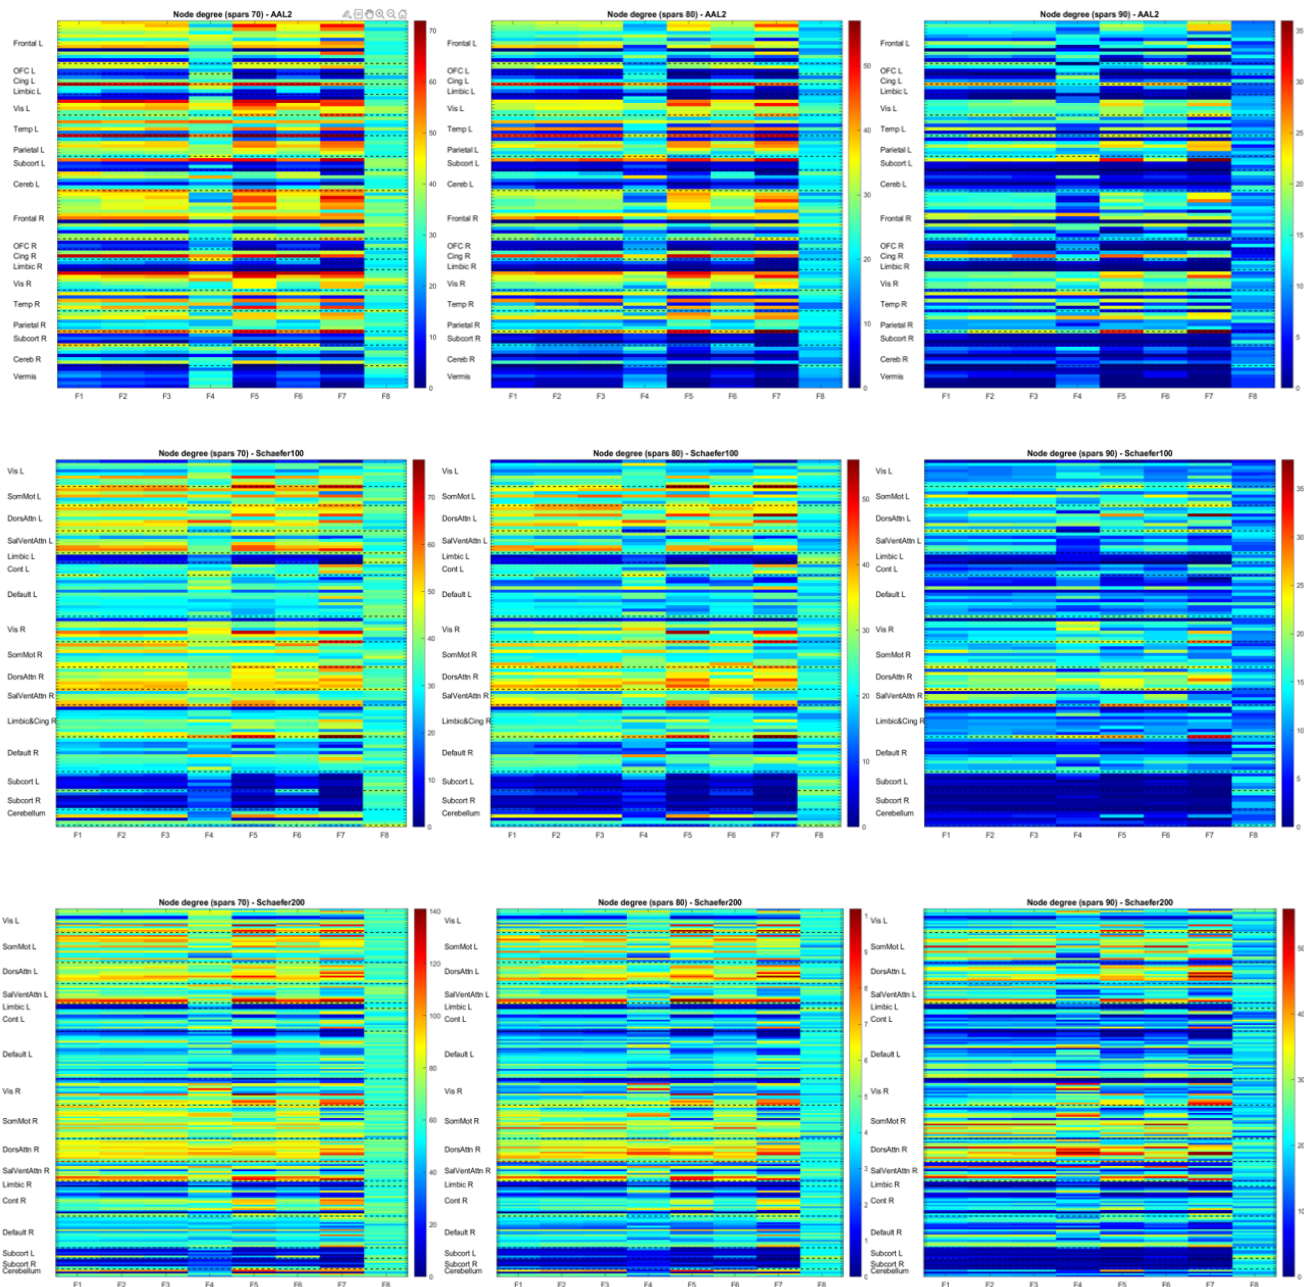 Node degree (spars 70) - AAL2
Frontal L
OFC L
Cing L
Limbic L
Vis L
Temp L
Parietal L
Subcort L
Cereb L
Frontal R
OFC R
Cing R
Limbic R
Vis R
Temp R
Parietal R
Subcort R
Cereb R
Vermis
F1 F2 F3 F4 F5 F6 F7 F8
70
60
50
40
30
20
10
0
Node degree (spars 80) - AAL2
Frontal L
OFC L
Cing L
Limbic L
Vis L
Temp L
Parietal L
Subcort L
Cereb L
Frontal R
OFC R
Cing R
Limbic R
Vis R
Temp R
Parietal R
Subcort R
Cereb R
Vermis
F1 F2 F3 F4 F5 F6 F7 F8
50
40
30
20
10
0
Node degree (spars 90) - AAL2
Frontal L
OFC L
Cing L
Limbic L
Vis L
Temp L
Parietal L
Subcort L
Cereb L
Frontal R
OFC R
Cing R
Limbic R
Vis R
Temp R
Parietal R
Subcort R
Cereb R
Vermis
F1 F2 F3 F4 F5 F6 F7 F8
35
30
25
20
15
10
5
0
Node degree (spars 70) - Schaefer100
Vis L
SomMot L
DorsAttn L
SalVentAttn L
Limbic L
Cont L
Default L
Vis R
SomMot R
DorsAttn R
SalVentAttn R
Limbic&Cing R
Default R
Subcort L
Subcort R
Cerebellum
F1 F2 F3 F4 F5 F6 F7 F8
70
60
50
40
30
20
10
0
Node degree (spars 80) - Schaefer100
Vis L
SomMot L
DorsAttn L
SalVentAttn L
Limbic L
Cont L
Default L
Vis R
SomMot R
DorsAttn R
SalVentAttn R
Limbic&Cing R
Default R
Subcort L
Subcort R
Cerebellum
F1 F2 F3 F4 F5 F6 F7 F8
50
40
30
20
10
0
Node degree (spars 90) - Schaefer100
Vis L
SomMot L
DorsAttn L
SalVentAttn L
Limbic L
Cont L
Default L
Vis R
SomMot R
DorsAttn R
SalVentAttn R
Limbic&Cing R
Default R
Subcort L
Subcort R
Cerebellum
F1 F2 F3 F4 F5 F6 F7 F8
35
30
25
20
15
10
5
0
Node degree (spars 70) - Schaefer200
Vis L
SomMot L
DorsAttn L
SalVentAttn L
Limbic L
Cont L
Default L
Vis R
SomMot R
DorsAttn R
SalVentAttn R
Limbic R
Cont R
Default R
Subcort L
Subcort R
Cerebellum
F1 F2 F3 F4 F5 F6 F7 F8
140
120
100
80
60
40
20
0
Node degree (spars 80) - Schaefer200
Vis L
SomMot L
DorsAttn L
SalVentAttn L
Limbic L
Cont L
Default L
Vis R
SomMot R
DorsAttn R
SalVentAttn R
Limbic R
Cont R
Default R
Subcort L
Subcort R
Cerebellum
F1 F2 F3 F4 F5 F6 F7 F8
1
9
8
7
6
5
4
3
2
1
0
Node degree (spars 90) - Schaefer200
Vis L
SomMot L
DorsAttn L
SalVentAttn L
Limbic L
Cont L
Default L
Vis R
SomMot R
DorsAttn R
SalVentAttn R
Limbic R
Cont R
Default R
Subcort L
Subcort R
Cerebellum
F1 F2 F3 F4 F5 F6 F7 F8
50
40
30
20
10
0